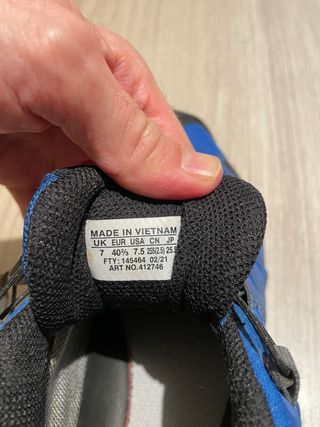 MADE IN VIETNAM
UK EUR USA CN JP
7 40⅔ 7.5 255(2.5) 25.5
FTY: 145464 02/21
ART NO.412746